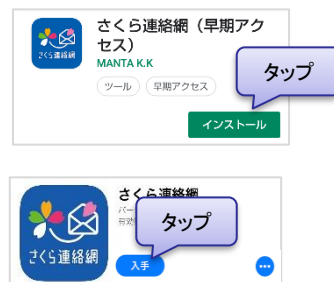 さくら連絡網（早期アク
セス）
MANTA K.K
さくら連絡網
ツール 早期アクセス
タップ
インストール
さくら連絡網
タップ
さくら連絡網
入手